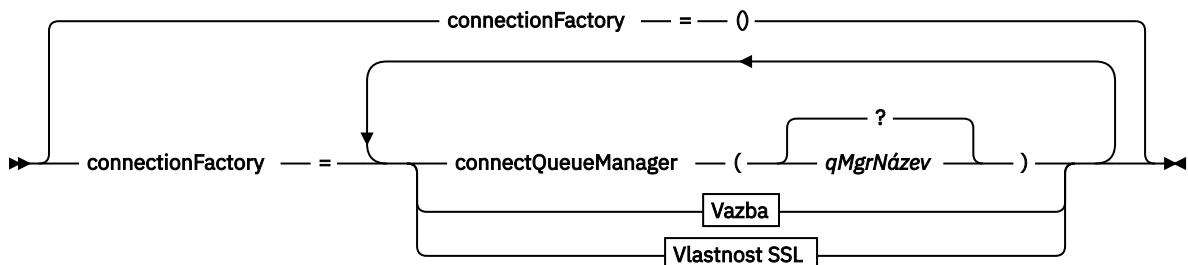 connectionFactory = ()
?
connectionFactory = connectQueueManager ( qMgrNázev )
Vazba
Vlastnost SSL